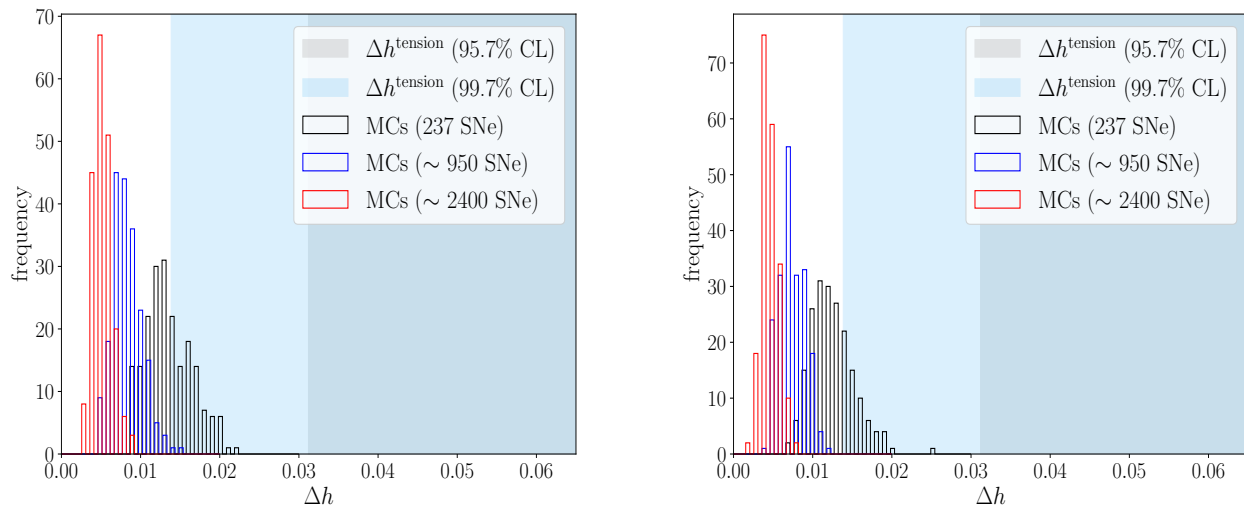 70
60
50
40
30
20
10
0
frequency
0.00 0.01 0.02 0.03 0.04 0.05 0.06
Δh
Δh^tension (95.7% CL)
Δh^tension (99.7% CL)
MCs (237 SNe)
MCs (∼ 950 SNe)
MCs (∼ 2400 SNe)
70
60
50
40
30
20
10
0
frequency
0.00 0.01 0.02 0.03 0.04 0.05 0.06
Δh
Δh^tension (95.7% CL)
Δh^tension (99.7% CL)
MCs (237 SNe)
MCs (∼ 950 SNe)
MCs (∼ 2400 SNe)